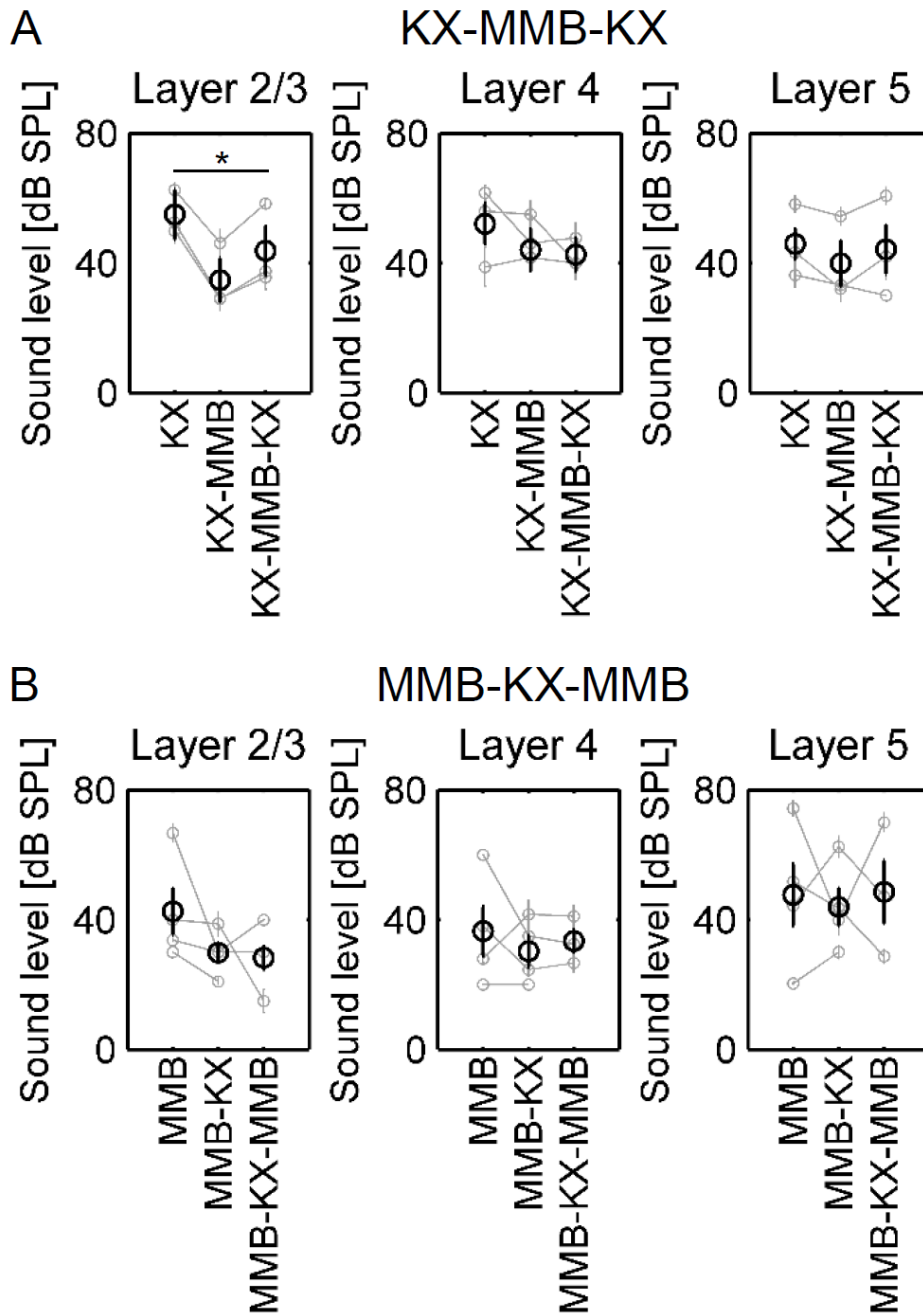 A
KX-MMB-KX
Layer 2/3
Layer 4
Layer 5
Sound level [dB SPL]
80
40
0
*
KX
KX-MMB
KX-MMB-KX
Sound level [dB SPL]
80
40
0
KX
KX-MMB
KX-MMB-KX
Sound level [dB SPL]
80
40
0
KX
KX-MMB
KX-MMB-KX
B
MMB-KX-MMB
Layer 2/3
Layer 4
Layer 5
Sound level [dB SPL]
80
40
0
MMB
MMB-KX
MMB-KX-MMB
Sound level [dB SPL]
80
40
0
MMB
MMB-KX
MMB-KX-MMB
Sound level [dB SPL]
80
40
0
MMB
MMB-KX
MMB-KX-MMB